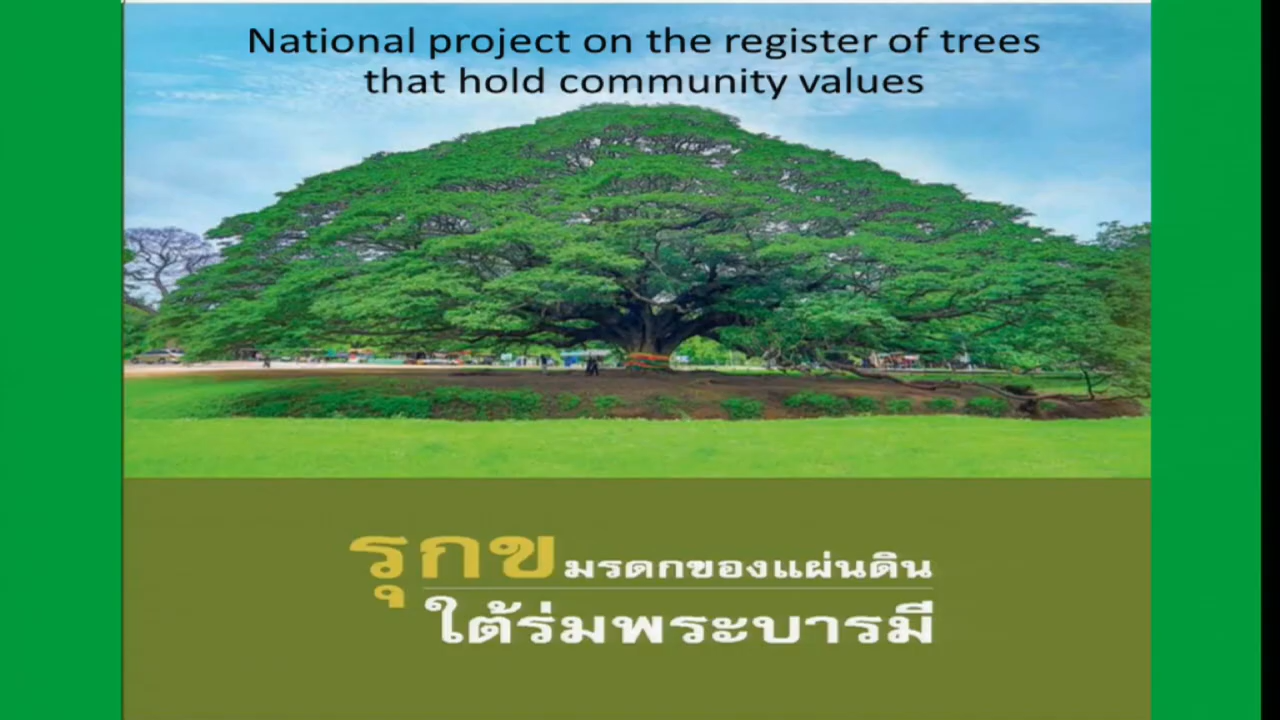 National project on the register of trees
that hold community values
รุกข มรดกของแผ่นดิน
ใต้ร่มพระบารมี